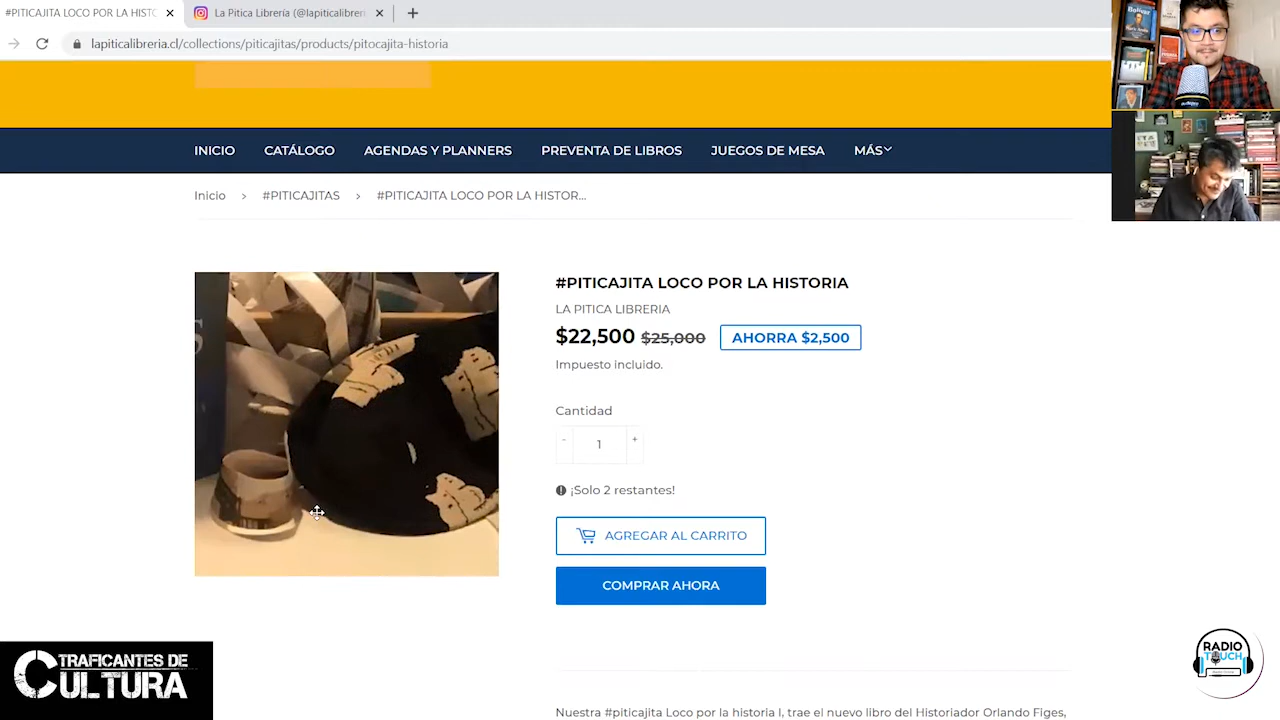 #PITICAJITA LOCO POR LA HISTO
La Pitica Librería (@lapiticalibrer
lapiticalibreria.cl/collections/piticajitas/products/pitocajita-historia
INICIO
CATÁLOGO
AGENDAS Y PLANNERS
PREVENTA DE LIBROS
JUEGOS DE MESA
MÁS
Inicio > #PITICAJITAS > #PITICAJITA LOCO POR LA HISTOR...
#PITICAJITA LOCO POR LA HISTORIA
LA PITICA LIBRERIA
$22,500 $25,000 AHORRA $2,500
Impuesto incluido.
Cantidad
- 1 +
¡Solo 2 restantes!
AGREGAR AL CARRITO
COMPRAR AHORA
Nuestra #piticajita Loco por la historia I, trae el nuevo libro del Historiador Orlando Figes,
TRAFICANTES DE
CULTURA
RADIO
TOUCH
Bolívar